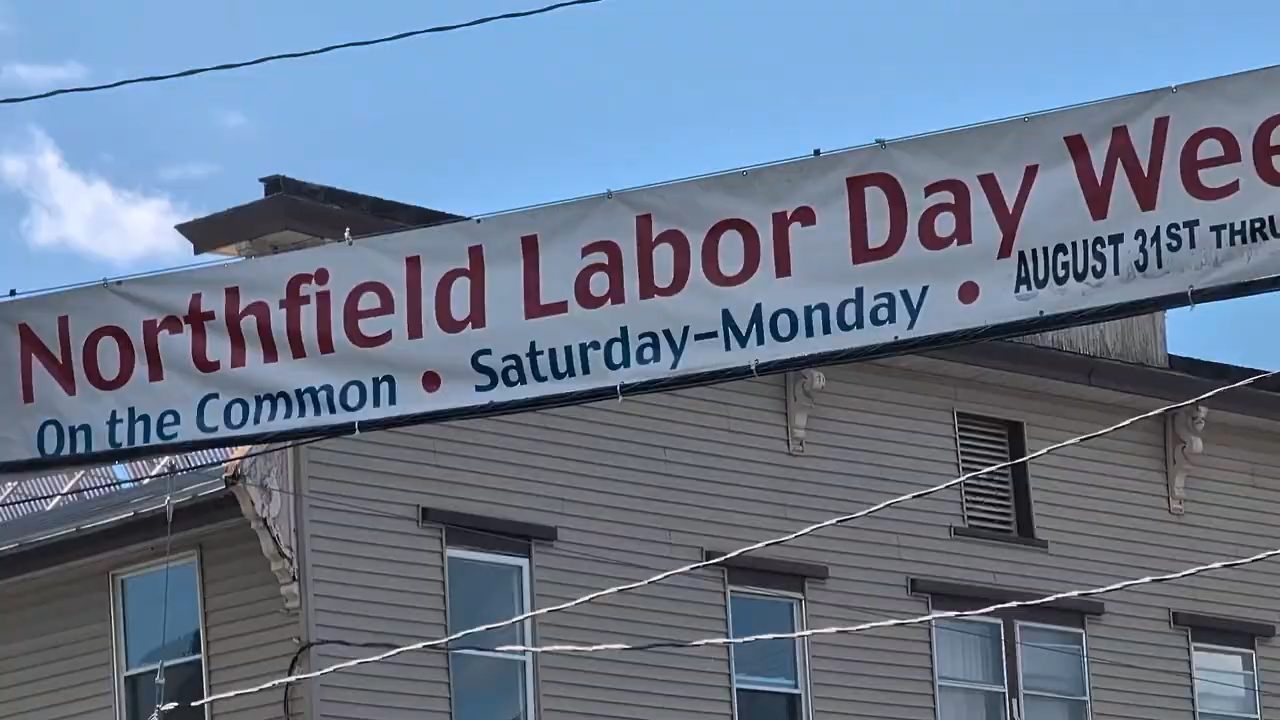 Northfield Labor Day Wee
On the Common • Saturday–Monday • AUGUST 31ST THRU